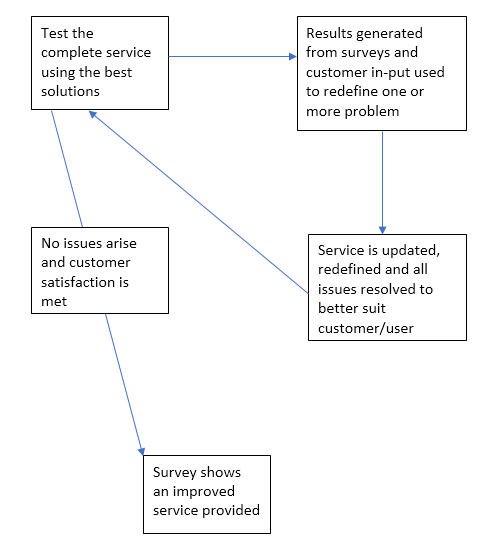 Test the
complete service
using the best
solutions
Results generated
from surveys and
customer in-put used
to redefine one or
more problem
No issues arise
and customer
satisfaction is
met
Service is updated,
redefined and all
issues resolved to
better suit
customer/user
Survey shows
an improved
service provided